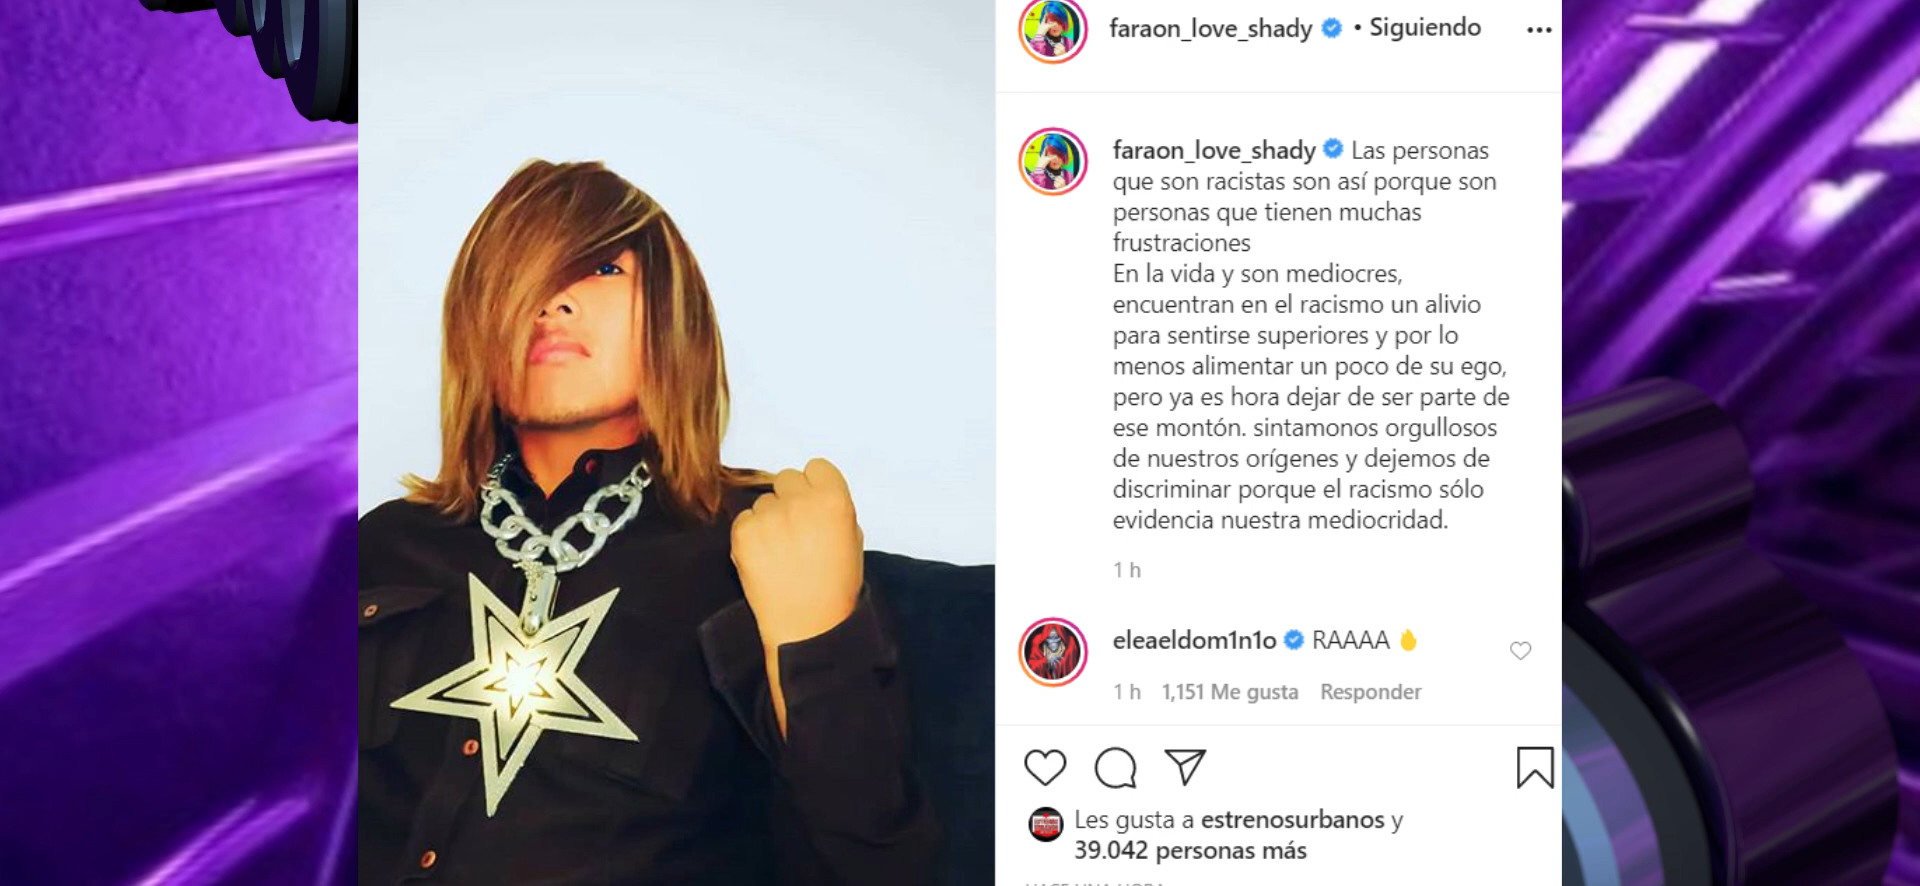 faraon_love_shady • Siguiendo
faraon_love_shady Las personas
que son racistas son así porque son
personas que tienen muchas
frustraciones
En la vida y son mediocres,
encuentran en el racismo un alivio
para sentirse superiores y por lo
menos alimentar un poco de su ego,
pero ya es hora dejar de ser parte de
ese montón. sintamonos orgullosos
de nuestros orígenes y dejemos de
discriminar porque el racismo sólo
evidencia nuestra mediocridad.
1 h
eleaeldom1n1o RAAAA
1 h 1,151 Me gusta Responder
Les gusta a estrenosurbanos y
39.042 personas más
HACE UNA HORA